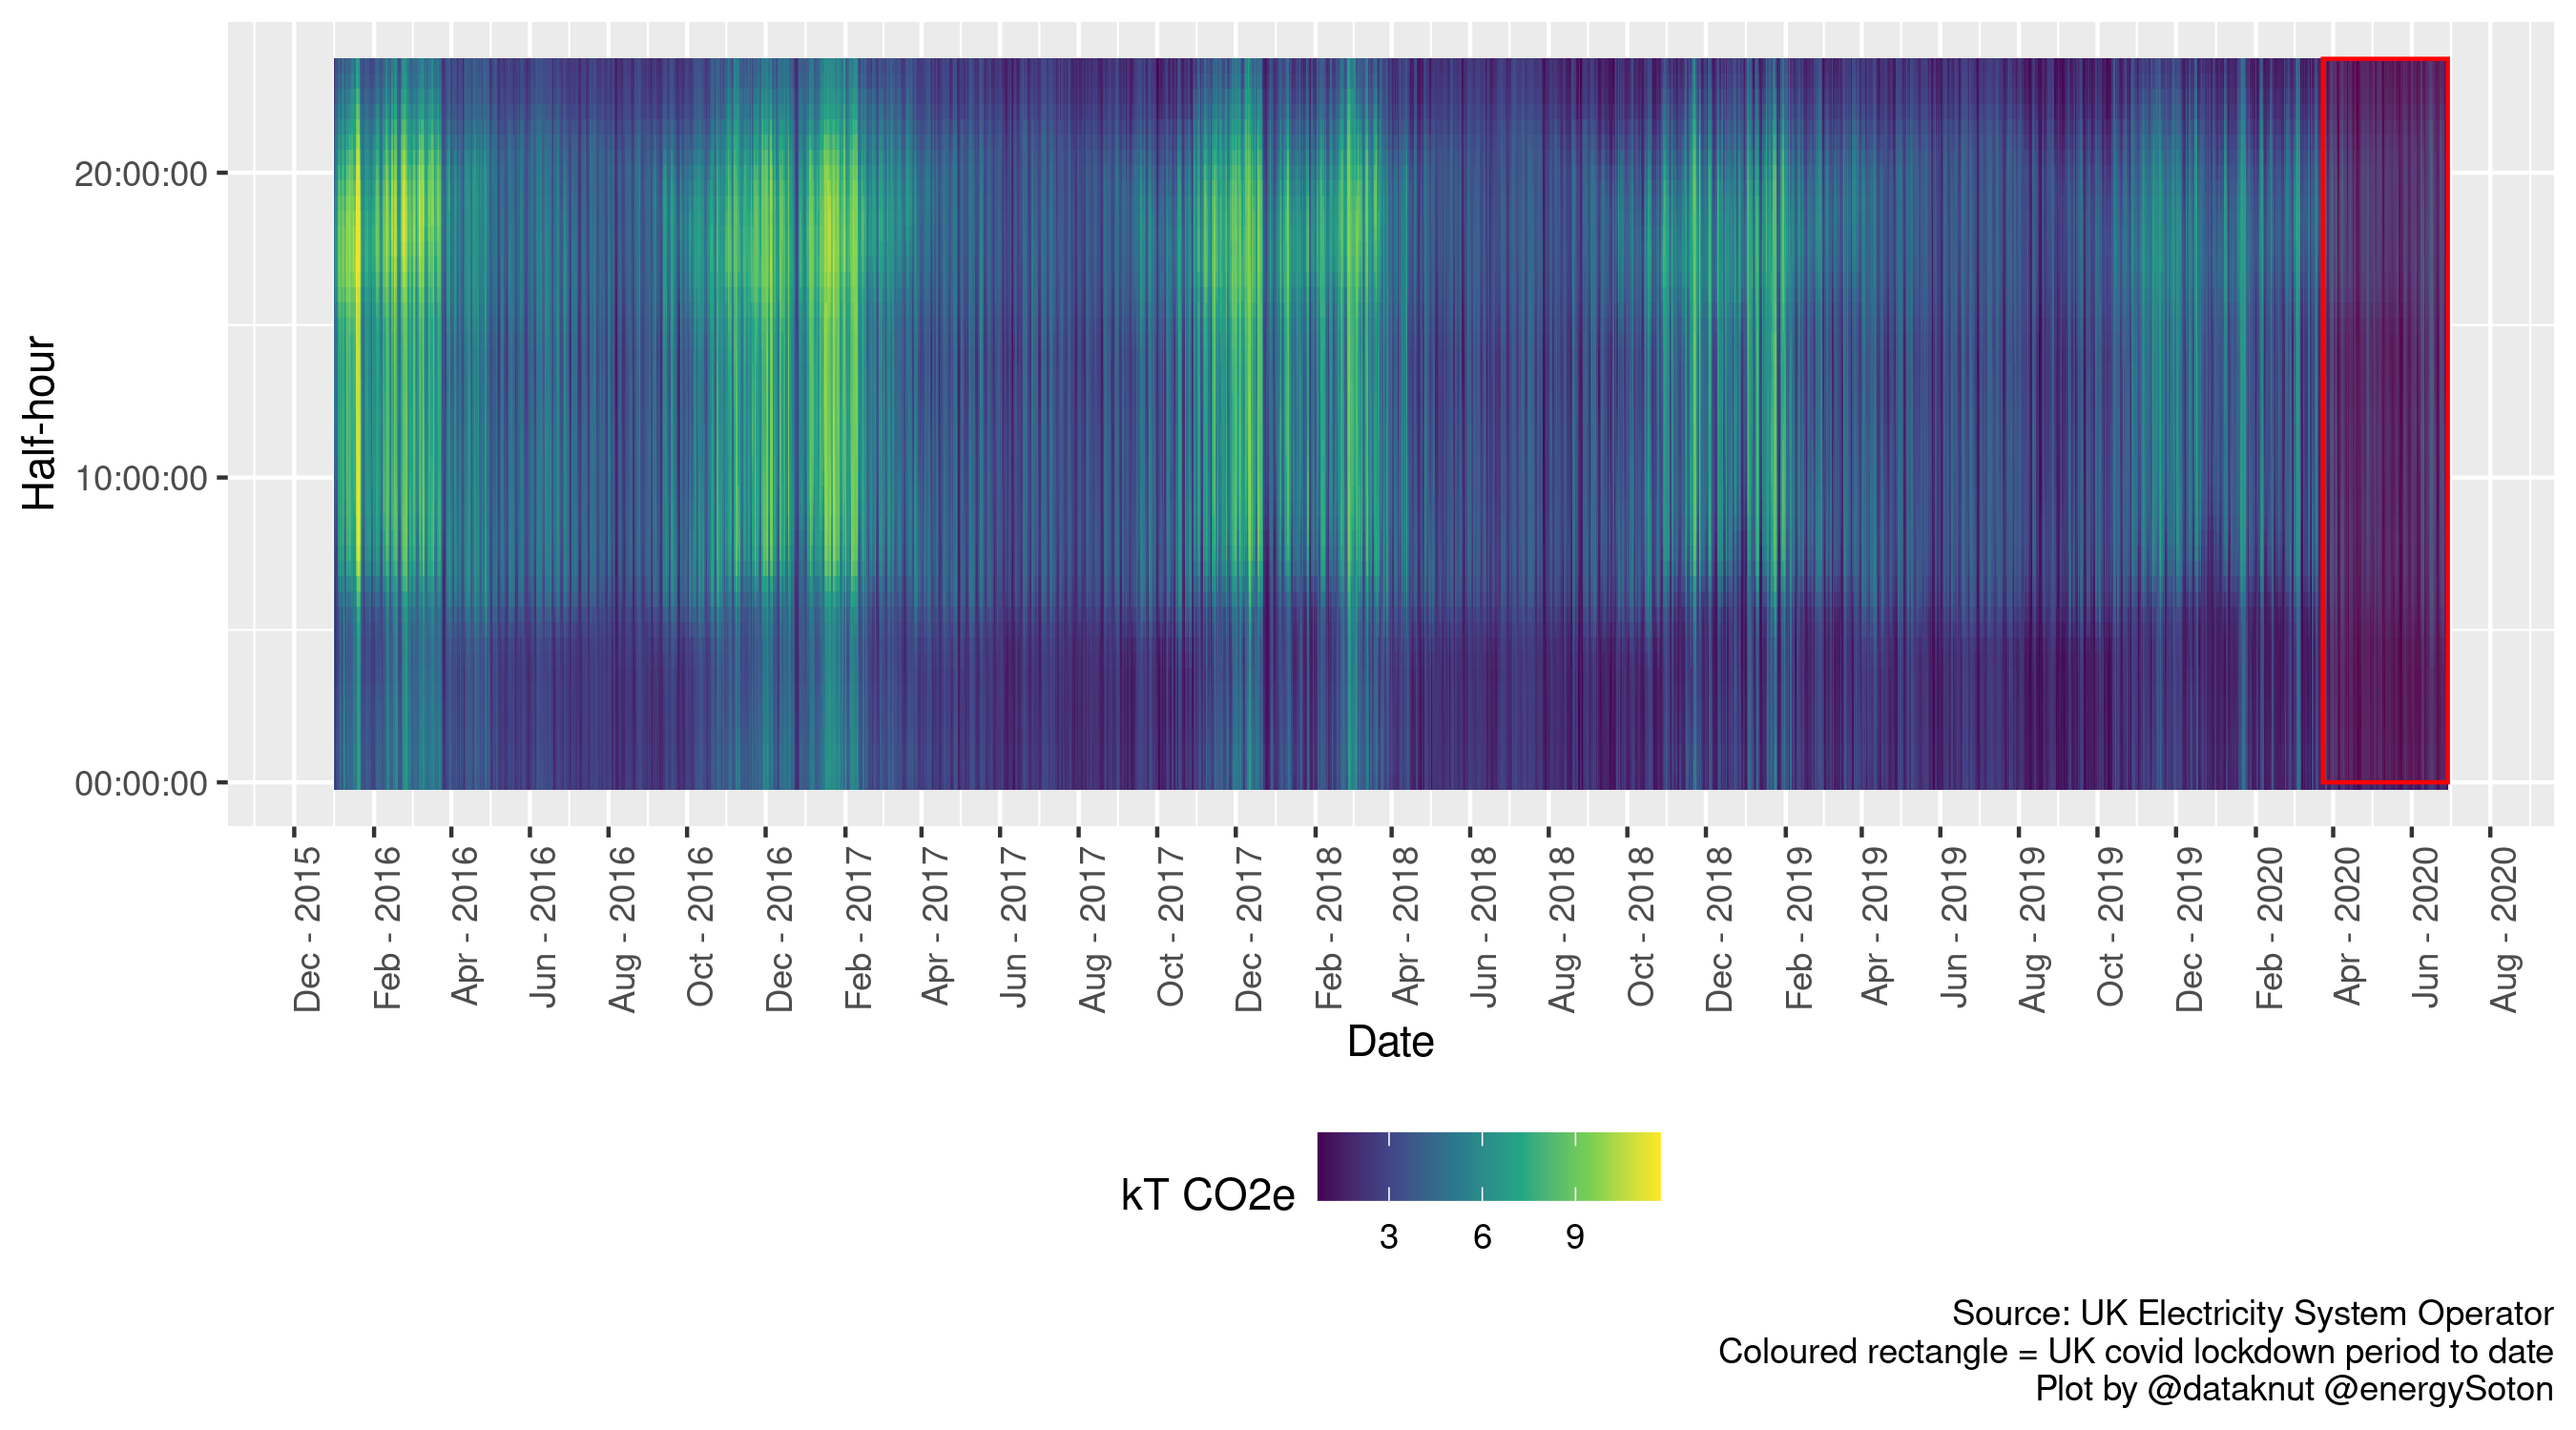 Half-hour
20:00:00
10:00:00
00:00:00
Dec - 2015
Feb - 2016
Apr - 2016
Jun - 2016
Aug - 2016
Oct - 2016
Dec - 2016
Feb - 2017
Apr - 2017
Jun - 2017
Aug - 2017
Oct - 2017
Dec - 2017
Feb - 2018
Apr - 2018
Jun - 2018
Aug - 2018
Oct - 2018
Dec - 2018
Feb - 2019
Apr - 2019
Jun - 2019
Aug - 2019
Oct - 2019
Dec - 2019
Feb - 2020
Apr - 2020
Jun - 2020
Aug - 2020
Date
kT CO2e
3 6 9
Source: UK Electricity System Operator
Coloured rectangle = UK covid lockdown period to date
Plot by @dataknut @energySoton